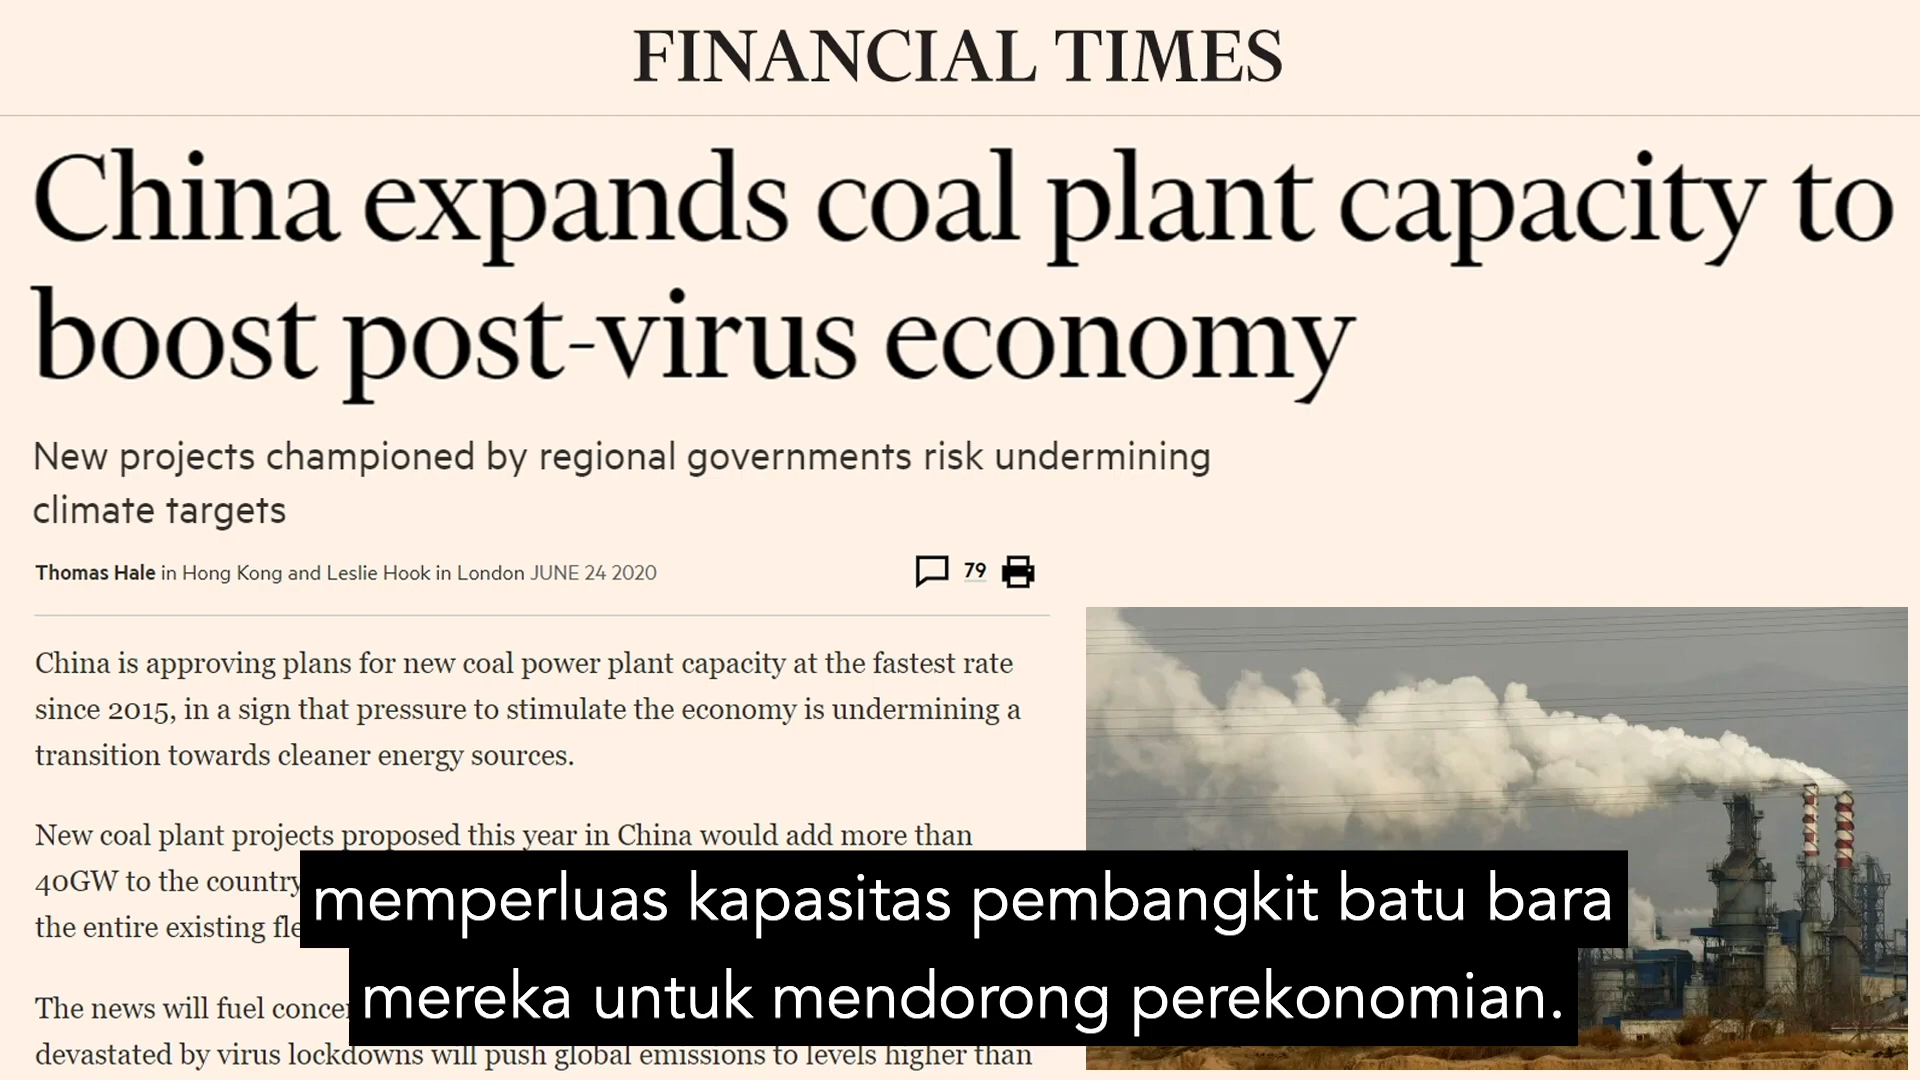 FINANCIAL TIMES
China expands coal plant capacity to
boost post-virus economy
New projects championed by regional governments risk undermining
climate targets
Thomas Hale in Hong Kong and Leslie Hook in London JUNE 24 2020
79
China is approving plans for new coal power plant capacity at the fastest rate
since 2015, in a sign that pressure to stimulate the economy is undermining a
transition towards cleaner energy sources.
New coal plant projects proposed this year in China would add more than
40GW to the country
the entire existing
The news will fuel
devastated by virus lockdowns will push global emissions to levels higher than
memperluas kapasitas pembangkit batu bara
mereka untuk mendorong perekonomian.